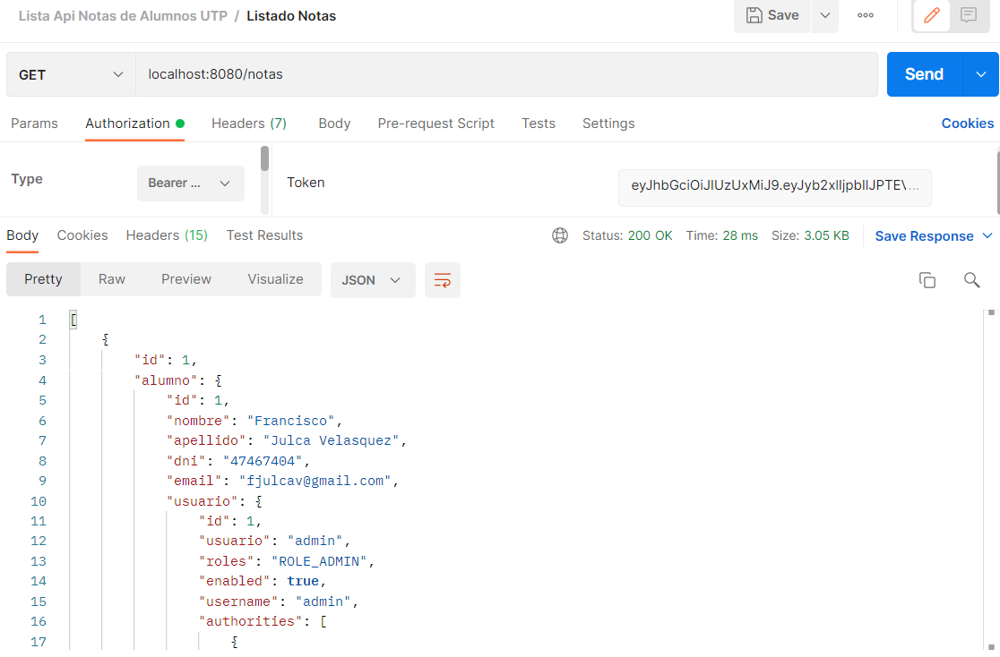 Lista Api Notas de Alumnos UTP / Listado Notas
Save
GET
localhost:8080/notas
Send
Params Authorization Headers (7) Body Pre-request Script Tests Settings Cookies
Type
Bearer ...
Token
Body Cookies Headers (15) Test Results
Status: 200 OK Time: 28 ms Size: 3.05 KB Save Response
Pretty Raw Preview Visualize JSON
1 [
2 {
3 "id": 1,
4 "alumno": {
5 "id": 1,
6 "nombre": "Francisco",
7 "apellido": "Julca Velasquez",
8 "dni": "47467404",
9 "email": "fjulcav@gmail.com",
10 "usuario": {
11 "id": 1,
12 "usuario": "admin",
13 "roles": "ROLE_ADMIN",
14 "enabled": true,
15 "username": "admin",
16 "authorities": [
17 {